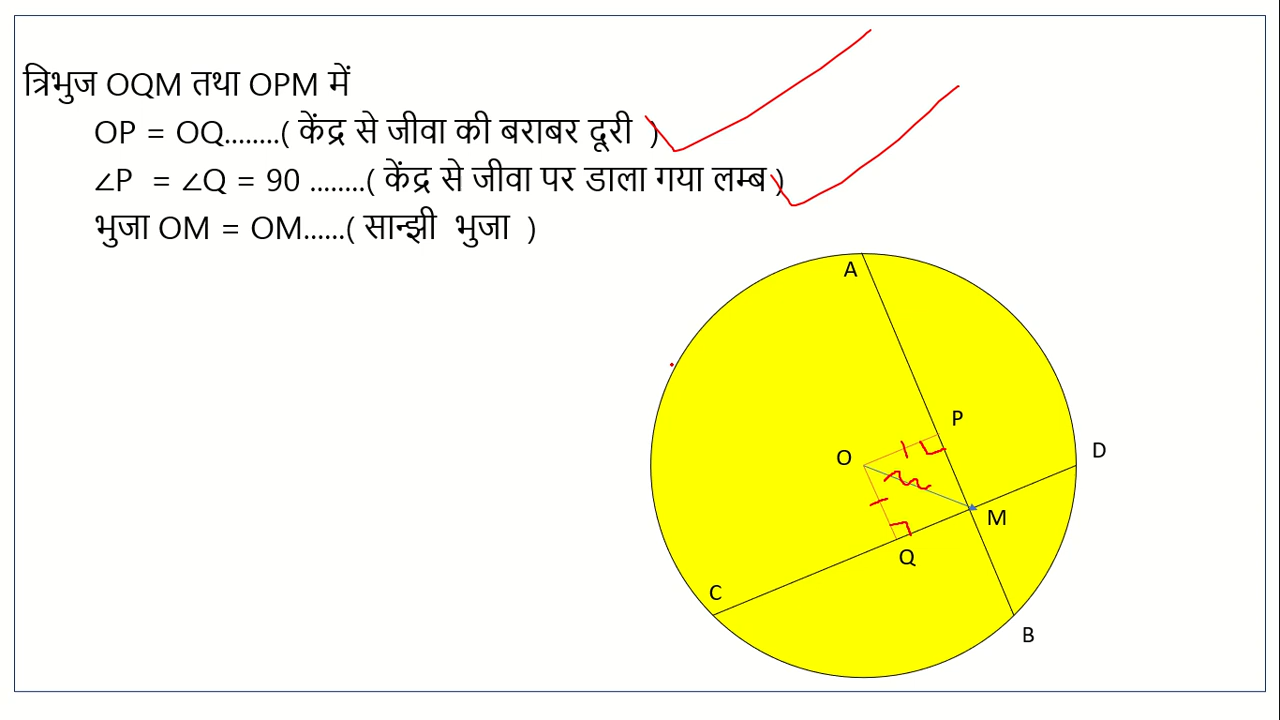 त्रिभुज OQM तथा OPM में
OP = OQ........( केंद्र से जीवा की बराबर दूरी )
∠P = ∠Q = 90 ........( केंद्र से जीवा पर डाला गया लम्ब )
भुजा OM = OM......( सान्झी भुजा )
A
P
D
O
M
Q
C
B